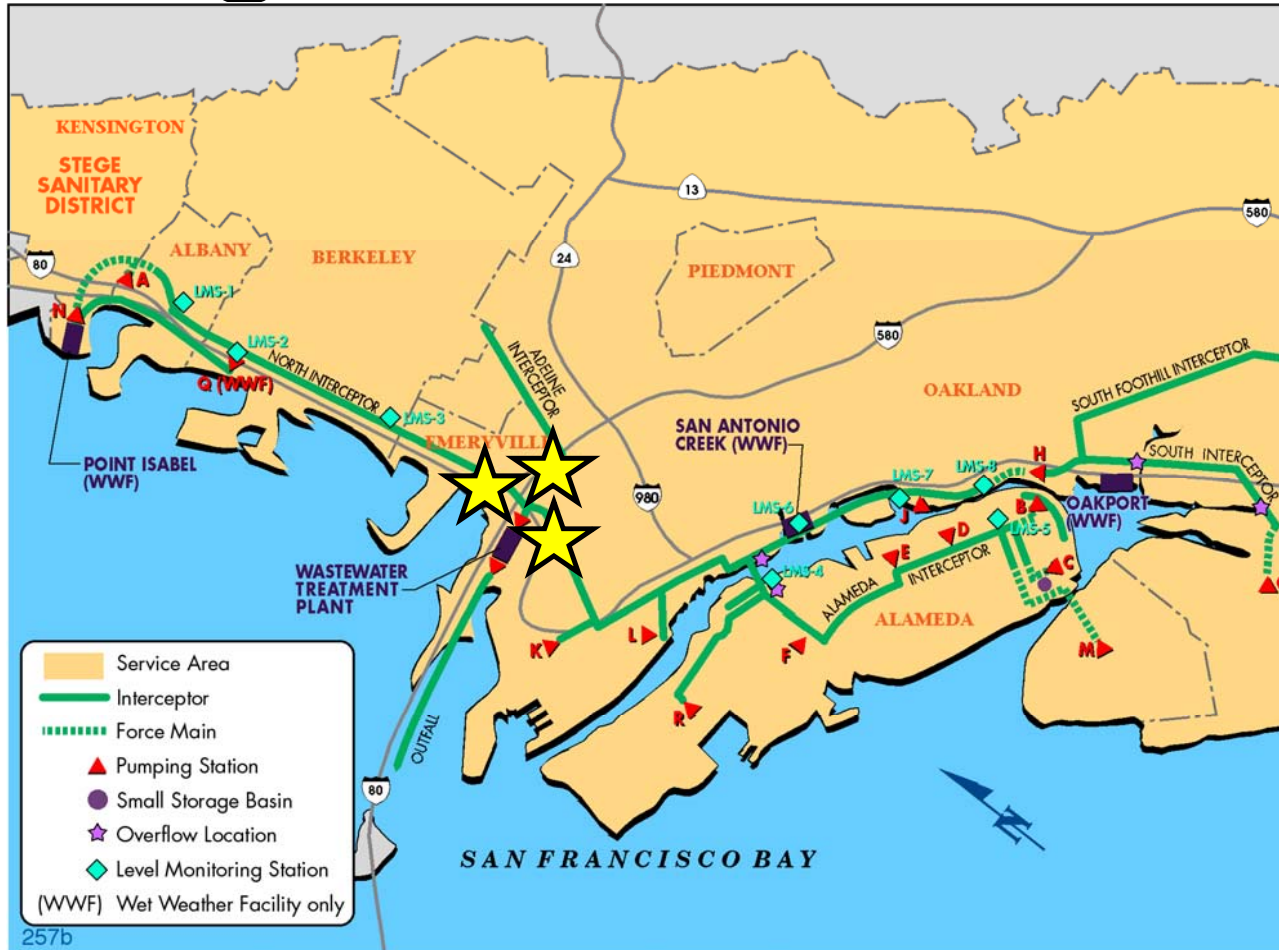 KENSINGTON
STEGE
SANITARY
DISTRICT
ALBANY
BERKELEY
PIEDMONT
13
24
580
580
80
A
N
LMS-1
LMS-2
Q (WWF)
NORTH INTERCEPTOR
LMS-3
ADELINE
INTERCEPTOR
EMERYVILLE
POINT ISABEL
(WWF)
OAKLAND
SOUTH FOOTHILL INTERCEPTOR
SAN ANTONIO
CREEK (WWF)
980
LMS-6
LMS-7
LMS-8
H
J
SOUTH INTERCEPTOR
OAKPORT
(WWF)
B
LMS-5
D
E
C
LMS-4
ALAMEDA
INTERCEPTOR
ALAMEDA
WASTEWATER
TREATMENT
PLANT
K
L
F
M
R
OUTFALL
80
N
SAN FRANCISCO BAY
Service Area
Interceptor
Force Main
Pumping Station
Small Storage Basin
Overflow Location
Level Monitoring Station
(WWF) Wet Weather Facility only
257b